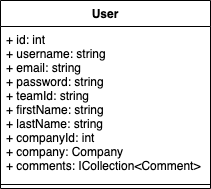 User
+ id: int
+ username: string
+ email: string
+ password: string
+ teamId: string
+ firstName: string
+ lastName: string
+ companyId: int
+ company: Company
+ comments: ICollection<Comment>